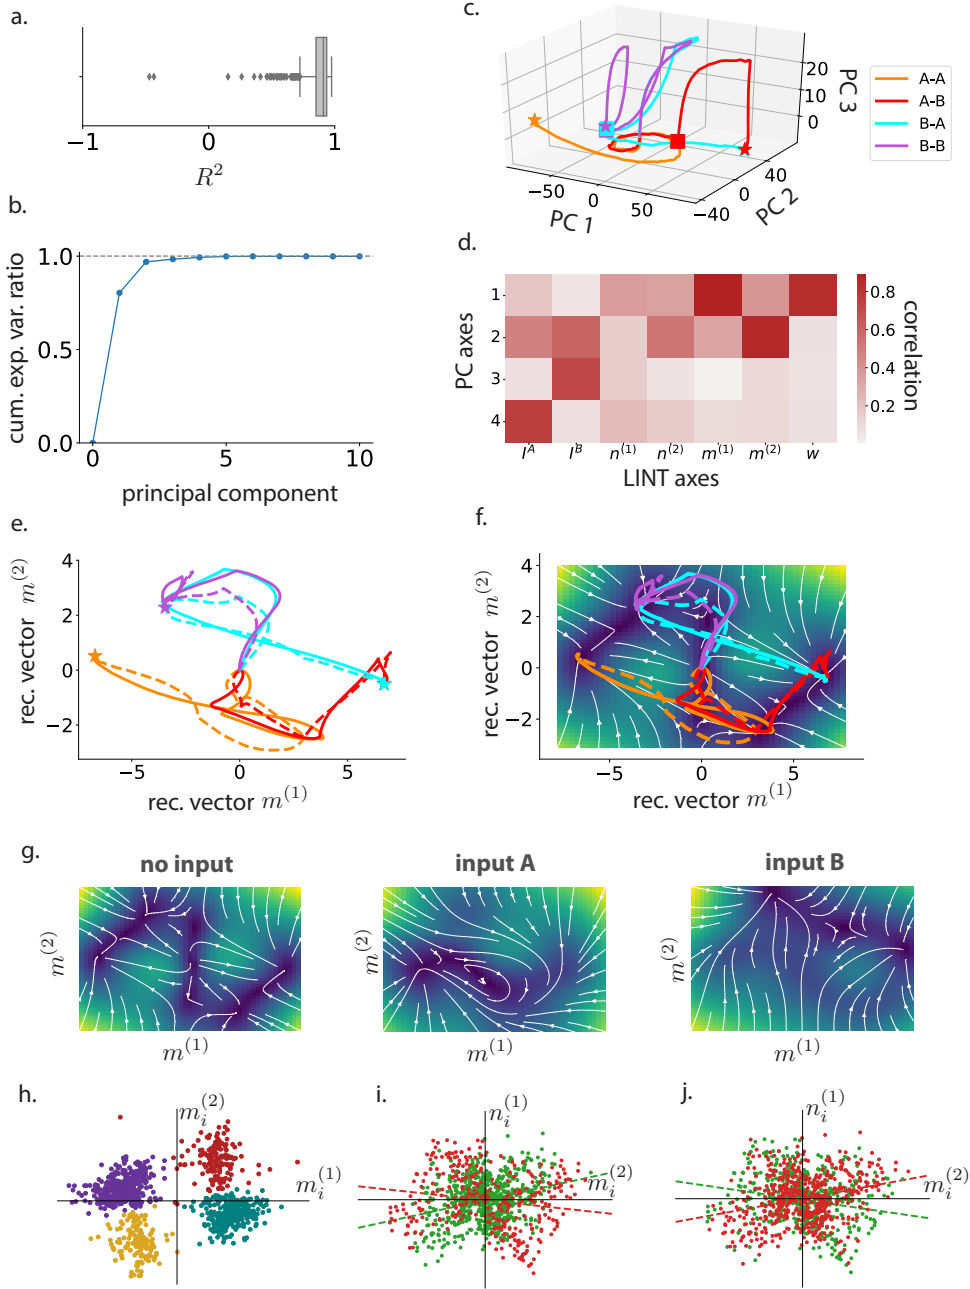 a.
−1
0
1
R²
b.
cum. exp. var. ratio
1.0
0.5
0.0
0
5
10
principal component
c.
PC 3
20
10
0
−50
0
50
PC 1
−40
0
40
PC 2
A-A
A-B
B-A
B-B
d.
PC axes
1
2
3
4
I^A
I^B
n^(1)
n^(2)
m^(1)
m^(2)
w
LINT axes
0.8
0.6
0.4
0.2
correlation
e.
rec. vector m^(2)
4
2
0
−2
−5
0
5
rec. vector m^(1)
f.
rec. vector m^(2)
4
2
0
−2
−5
0
5
rec. vector m^(1)
g.
no input
input A
input B
m^(2)
m^(1)
m^(2)
m^(1)
m^(2)
m^(1)
h.
m_i^(2)
m_i^(1)
i.
n_i^(1)
m_i^(2)
j.
n_i^(1)
m_i^(2)